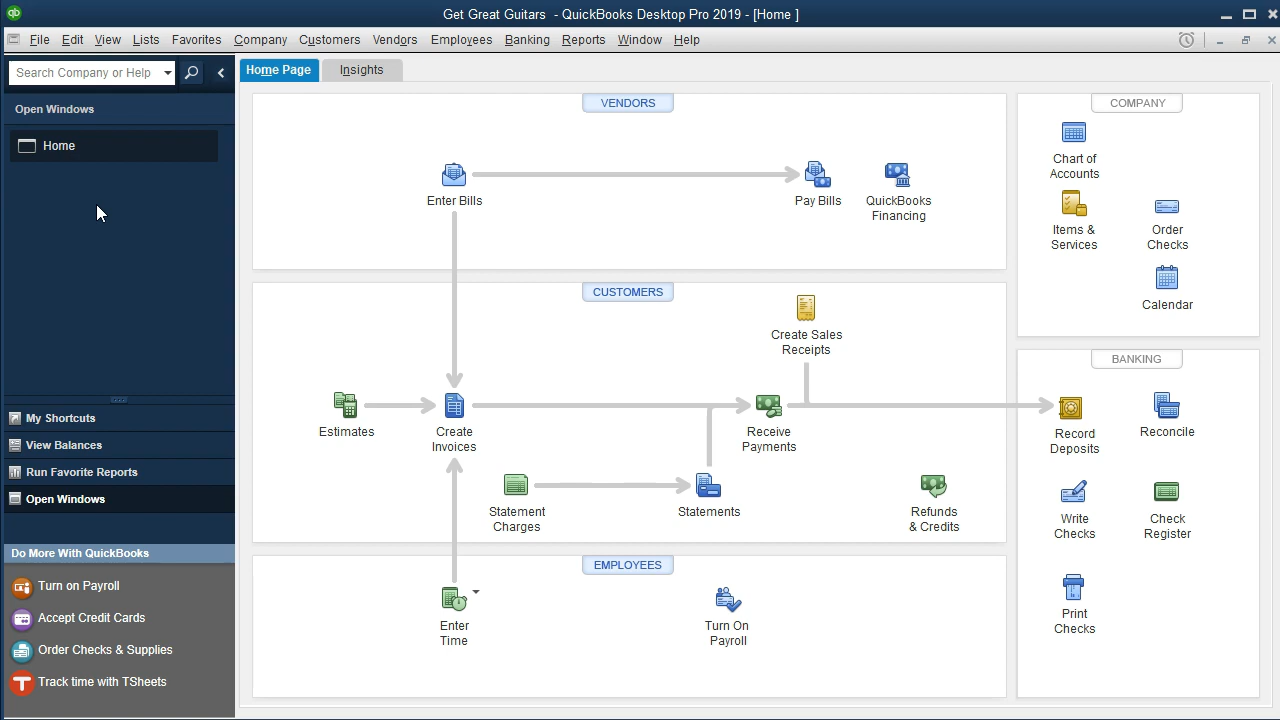 Get Great Guitars - QuickBooks Desktop Pro 2019 - [Home ]
File Edit View Lists Favorites Company Customers Vendors Employees Banking Reports Window Help
Search Company or Help
Home Page
Insights
Open Windows
Home
My Shortcuts
View Balances
Run Favorite Reports
Open Windows
Do More With QuickBooks
Turn on Payroll
Accept Credit Cards
Order Checks & Supplies
Track time with TSheets
VENDORS
Enter Bills
Pay Bills
QuickBooks
Financing
CUSTOMERS
Create Sales
Receipts
Estimates
Create
Invoices
Receive
Payments
Statement
Charges
Statements
Refunds
& Credits
EMPLOYEES
Enter
Time
Turn On
Payroll
COMPANY
Chart of
Accounts
Items &
Services
Order
Checks
Calendar
BANKING
Record
Deposits
Reconcile
Write
Checks
Check
Register
Print
Checks